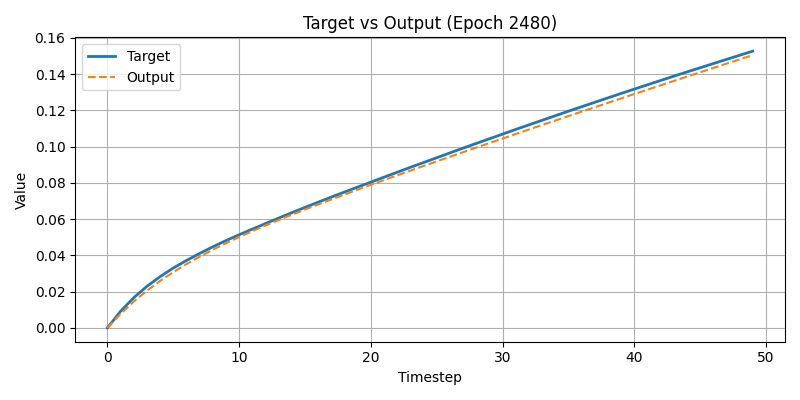 Target vs Output (Epoch 2480)
Target
Output
Value
0.16
0.14
0.12
0.10
0.08
0.06
0.04
0.02
0.00
0 10 20 30 40 50
Timestep